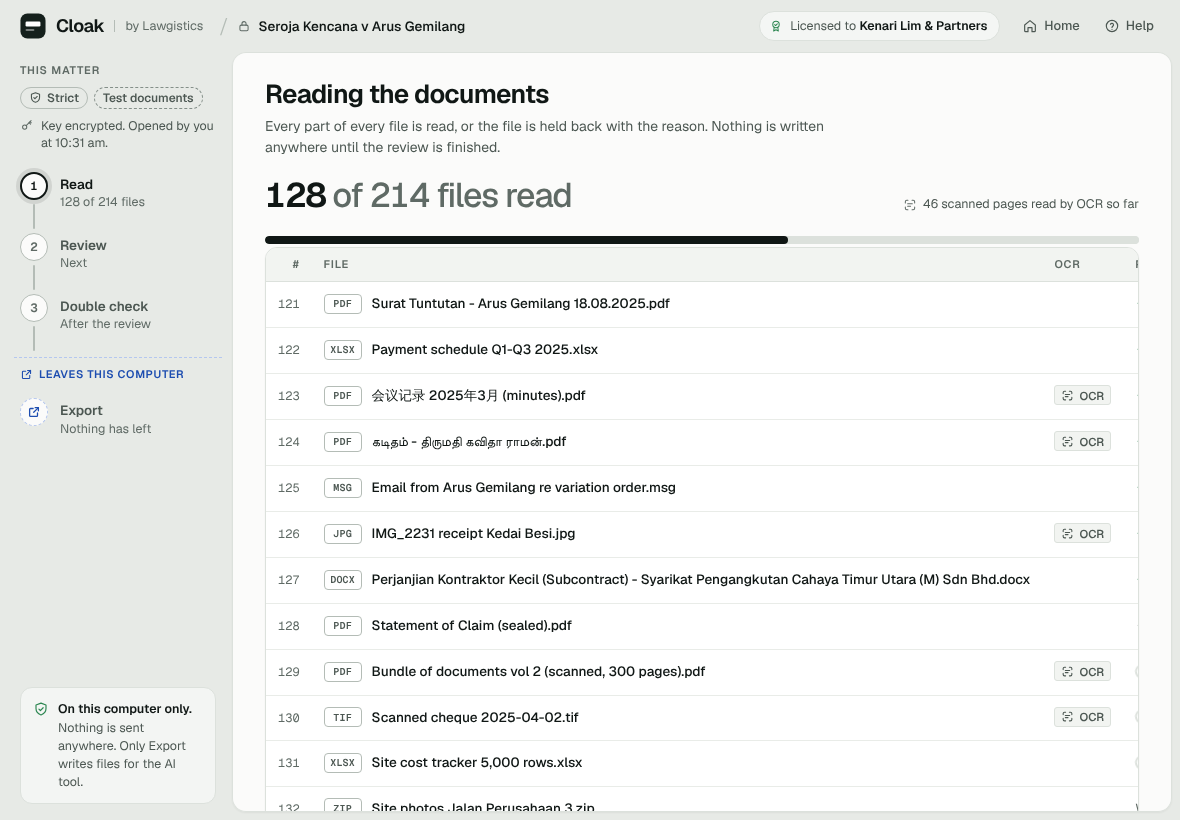 Cloak
by Lawgistics
/
Seroja Kencana v Arus Gemilang
Licensed to Kenari Lim & Partners
Home
Help
THIS MATTER
Strict
Test documents
Key encrypted. Opened by you
at 10:31 am.
1
Read
128 of 214 files
2
Review
Next
3
Double check
After the review
LEAVES THIS COMPUTER
Export
Nothing has left
On this computer only.
Nothing is sent
anywhere. Only Export
writes files for the AI
tool.
Reading the documents
Every part of every file is read, or the file is held back with the reason. Nothing is written
anywhere until the review is finished.
128 of 214 files read
46 scanned pages read by OCR so far
# FILE OCR
121 PDF Surat Tuntutan - Arus Gemilang 18.08.2025.pdf
122 XLSX Payment schedule Q1-Q3 2025.xlsx
123 PDF 会议记录 2025年3月 (minutes).pdf OCR
124 PDF கடிதம் - திருமதி கவிதா ராமன்.pdf OCR
125 MSG Email from Arus Gemilang re variation order.msg
126 JPG IMG_2231 receipt Kedai Besi.jpg OCR
127 DOCX Perjanjian Kontraktor Kecil (Subcontract) - Syarikat Pengangkutan Cahaya Timur Utara (M) Sdn Bhd.docx
128 PDF Statement of Claim (sealed).pdf
129 PDF Bundle of documents vol 2 (scanned, 300 pages).pdf OCR
130 TIF Scanned cheque 2025-04-02.tif OCR
131 XLSX Site cost tracker 5,000 rows.xlsx
132 ZIP Site photos Jalan Perusahaan 3.zip